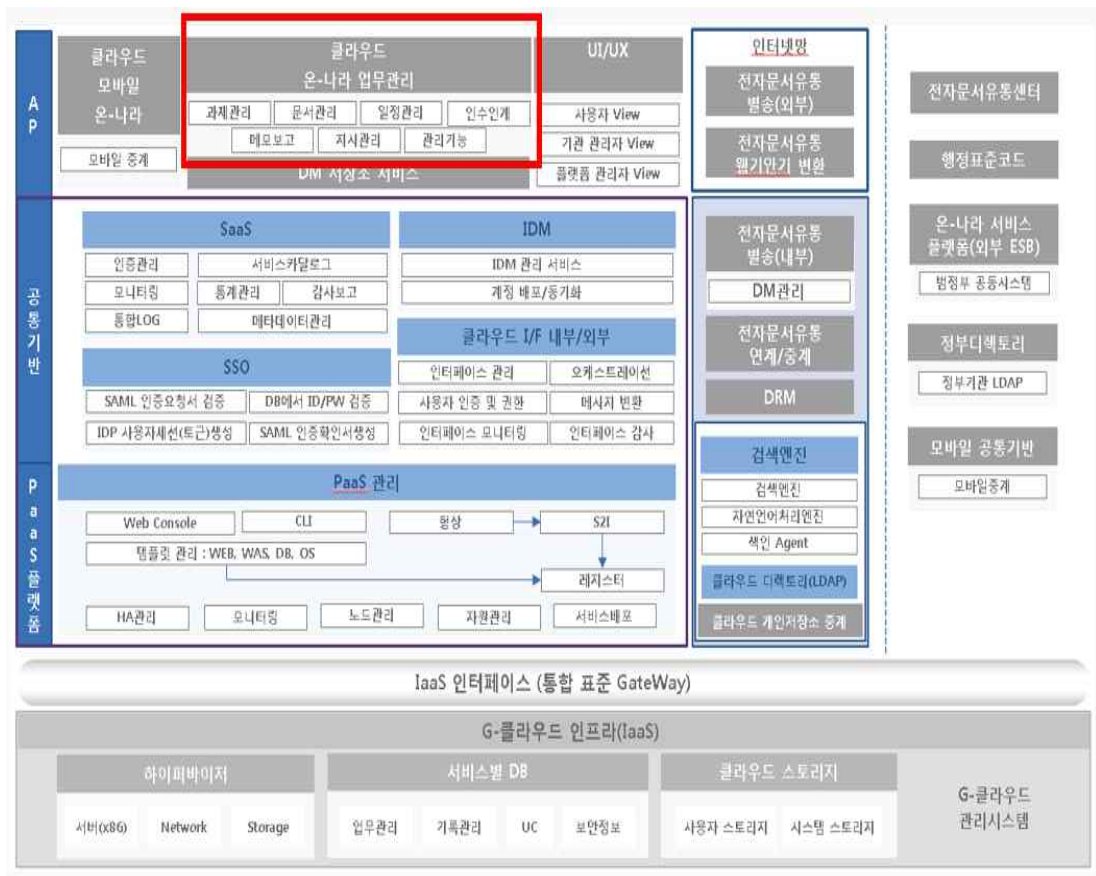 AP
클라우드
모바일
온-나라
모바일 중계
클라우드
온-나라 업무관리
과제관리 문서관리 일정관리 인수인계
메모보고 지시관리 관리기능
DM 저장소 서비스
UI/UX
사용자 View
기관 관리자 View
플랫폼 관리자 View
인터넷망
전자문서유통
발송(외부)
전자문서유통
웹기안기 변환
공통기반
SaaS
인증관리 서비스카달로그
모니터링 통계관리 감사보고
통합LOG 메타데이터관리
SSO
SAML 인증요청서 검증 DB에서 ID/PW 검증
IDP 사용자세션(토큰)생성 SAML 인증확인서생성
IDM
IDM 관리 서비스
계정 배포/동기화
클라우드 I/F 내부/외부
인터페이스 관리 오케스트레이션
사용자 인증 및 권한 메시지 변환
인터페이스 모니터링 인터페이스 감사
전자문서유통
발송(내부)
DM관리
전자문서유통
연계/중계
DRM
검색엔진
검색엔진
자연언어처리엔진
색인 Agent
클라우드 디렉토리(LDAP)
클라우드 개인저장소 중계
PaaS플랫폼
PaaS 관리
Web Console CLI 형상 S2I
템플릿 관리 : WEB, WAS, DB, OS
레지스터
HA관리 모니터링 노드관리 자원관리 서비스배포
전자문서유통센터
행정표준코드
온-나라 서비스
플랫폼(외부 ESB)
범정부 공동시스템
정부디렉토리
정부기관 LDAP
모바일 공통기반
모바일중계
IaaS 인터페이스 (통합 표준 GateWay)
G-클라우드 인프라(IaaS)
하이퍼바이저
서버(x86) Network Storage
서비스별 DB
업무관리 기록관리 UC 보안정보
클라우드 스토리지
사용자 스토리지 시스템 스토리지
G-클라우드
관리시스템